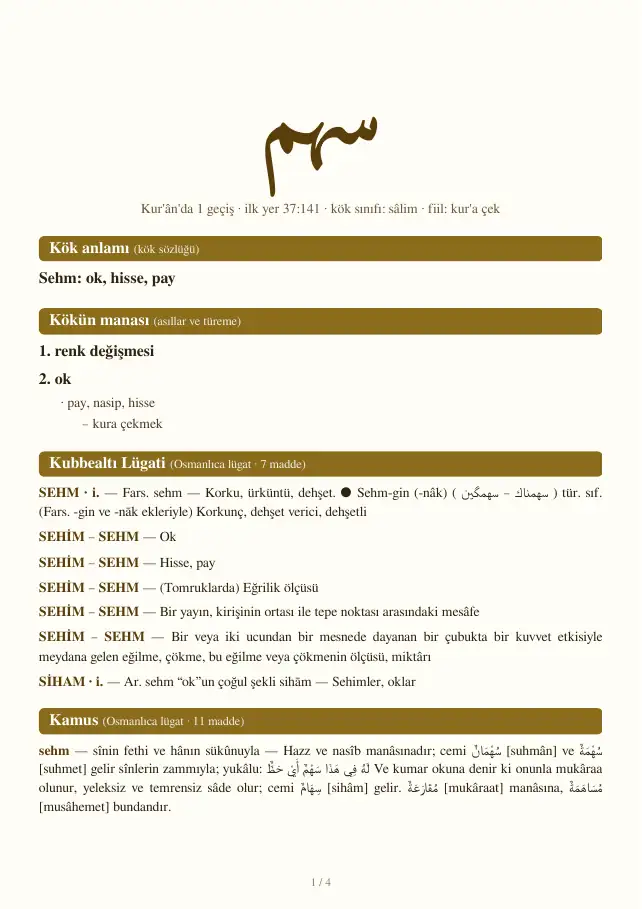 سهم
Kur'ân'da 1 geçiş · ilk yer 37:141 · kök sınıfı: sâlim · fiil: kur'a çek
Kök anlamı (kök sözlüğü)
Sehm: ok, hisse, pay
Kökün manası (asıllar ve türeme)
1. renk değişmesi
2. ok
· pay, nasip, hisse
– kura çekmek
Kubbealtı Lügati (Osmanlıca lügat · 7 madde)
SEHM · i. — Fars. sehm — Korku, ürküntü, dehşet. ● Sehm-gin (-nâk) ( سهمناك – سهمگين ) tür. sıf.
(Fars. -gin ve -nāk ekleriyle) Korkunç, dehşet verici, dehşetli
SEHİM – SEHM — Ok
SEHİM – SEHM — Hisse, pay
SEHİM – SEHM — (Tomruklarda) Eğrilik ölçüsü
SEHİM – SEHM — Bir yayın, kirişinin ortası ile tepe noktası arasındaki mesâfe
SEHİM – SEHM — Bir veya iki ucundan bir mesnede dayanan bir çubukta bir kuvvet etkisiyle
meydana gelen eğilme, çökme, bu eğilme veya çökmenin ölçüsü, miktârı
SİHAM · i. — Ar. sehm “ok”un çoğul şekli sihām — Sehimler, oklar
Kamus (Osmanlıca lügat · 11 madde)
sehm — sînin fethi ve hânın sükûnuyla — Hazz ve nasîb manâsınadır; cemi سُهْمَانٌ [suhmân] ve سُهْمَةٌ
[suhmet] gelir sînlerin zammıyla; yukâlu: لَهُ فِي هَذَا سَهْمٌ أَيْ حَظٌّ Ve kumar okuna denir ki onunla mukâraa
olunur, yeleksiz ve temrensiz sâde olur; cemi سِهَامٌ [sihâm] gelir. مُقَارَعَةٌ [mukâraat] manâsına, مُسَاهَمَةٌ
[musâhemet] bundandır.
1 / 4